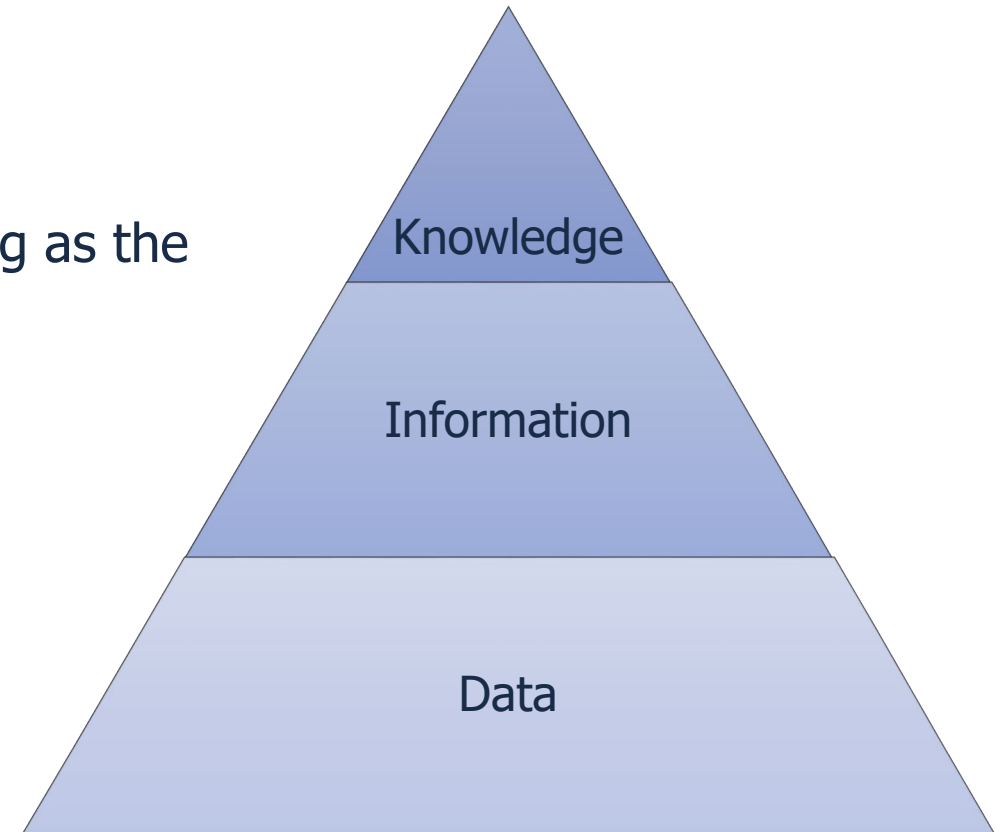 g as the
Knowledge
Information
Data